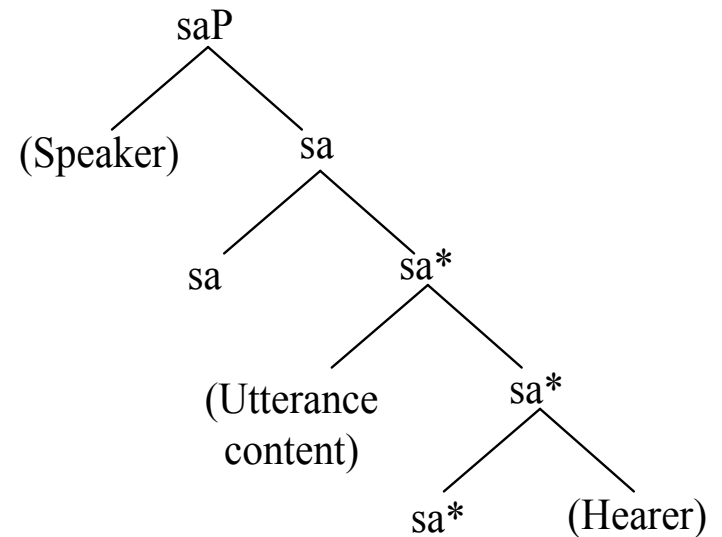 saP
(Speaker)
sa
sa
sa*
(Utterance
content)
sa*
sa*
(Hearer)